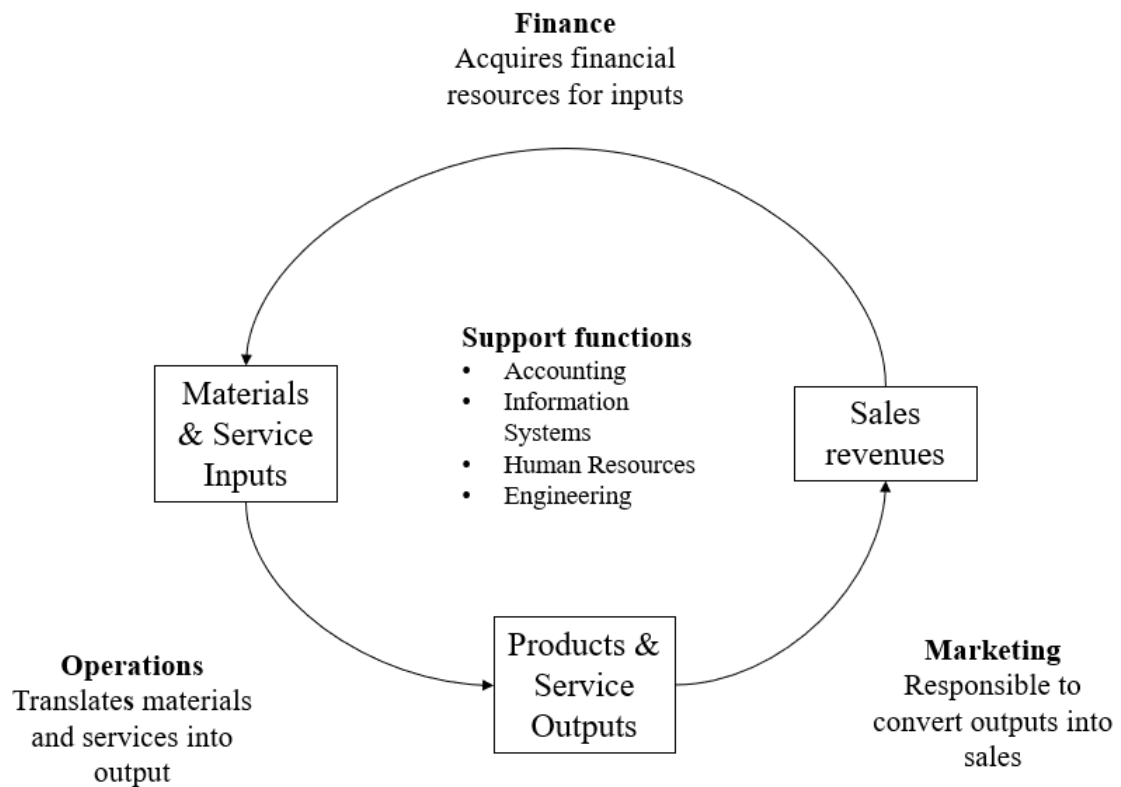 Finance
Acquires financial
resources for inputs
Support functions
• Accounting
• Information
Systems
• Human Resources
• Engineering
Materials
& Service
Inputs
Sales
revenues
Products &
Service
Outputs
Operations
Translates materials
and services into
output
Marketing
Responsible to
convert outputs into
sales